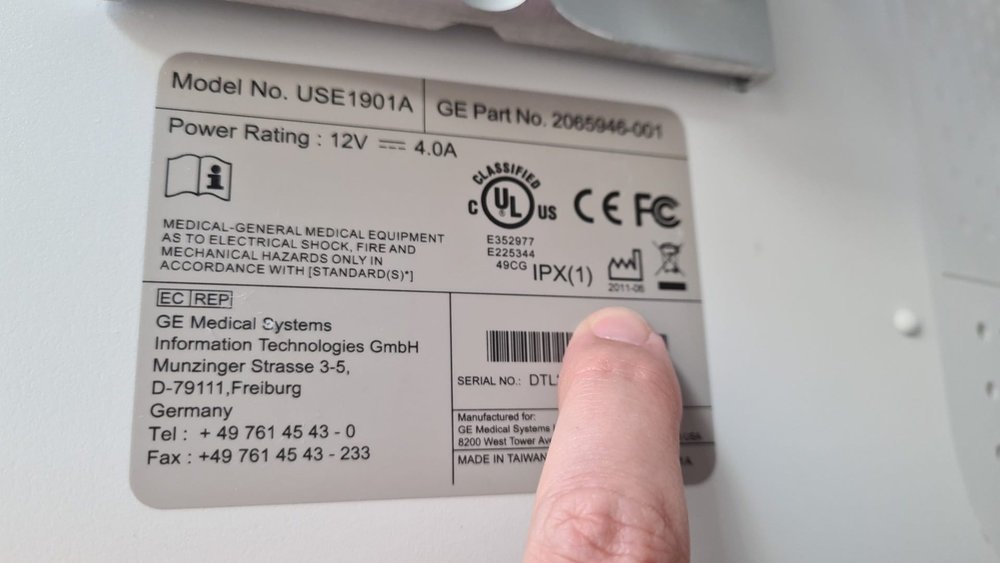 Model No. USE1901A
GE Part No. 2065946-001
Power Rating : 12V 4.0A
MEDICAL-GENERAL MEDICAL EQUIPMENT
AS TO ELECTRICAL SHOCK, FIRE AND
MECHANICAL HAZARDS ONLY IN
ACCORDANCE WITH [STANDARD(S)*]
CLASSIFIED
C UL US
CE FC
E352977
E225344
49CG IPX(1)
2011-06
EC REP
GE Medical Systems
Information Technologies GmbH
Munzinger Strasse 3-5,
D-79111,Freiburg
Germany
Tel : + 49 761 45 43 - 0
Fax : +49 761 45 43 - 233
SERIAL NO.:
Manufactured for:
GE Medical Systems
8200 West Tower USA
MADE IN TAIWAN